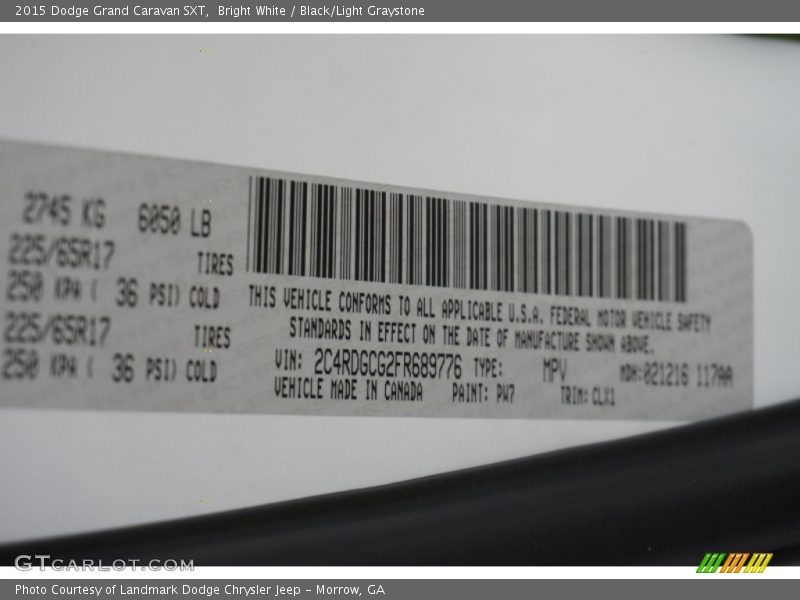 2015 Dodge Grand Caravan SXT, Bright White / Black/Light Graystone
2745 KG 6050 LB
225/65R17 TIRES
250 KPA ( 36 PSI) COLD
225/65R17 TIRES
250 KPA ( 36 PSI) COLD
THIS VEHICLE CONFORMS TO ALL APPLICABLE U.S.A. FEDERAL MOTOR VEHICLE SAFETY
STANDARDS IN EFFECT ON THE DATE OF MANUFACTURE SHOWN ABOVE.
VIN: 2C4RDGCG2FR689776 TYPE: MPV MDH:021216 117AA
VEHICLE MADE IN CANADA PAINT: PW7 TRIM: CLX1
GTCARLOT.COM
Photo Courtesy of Landmark Dodge Chrysler Jeep – Morrow, GA